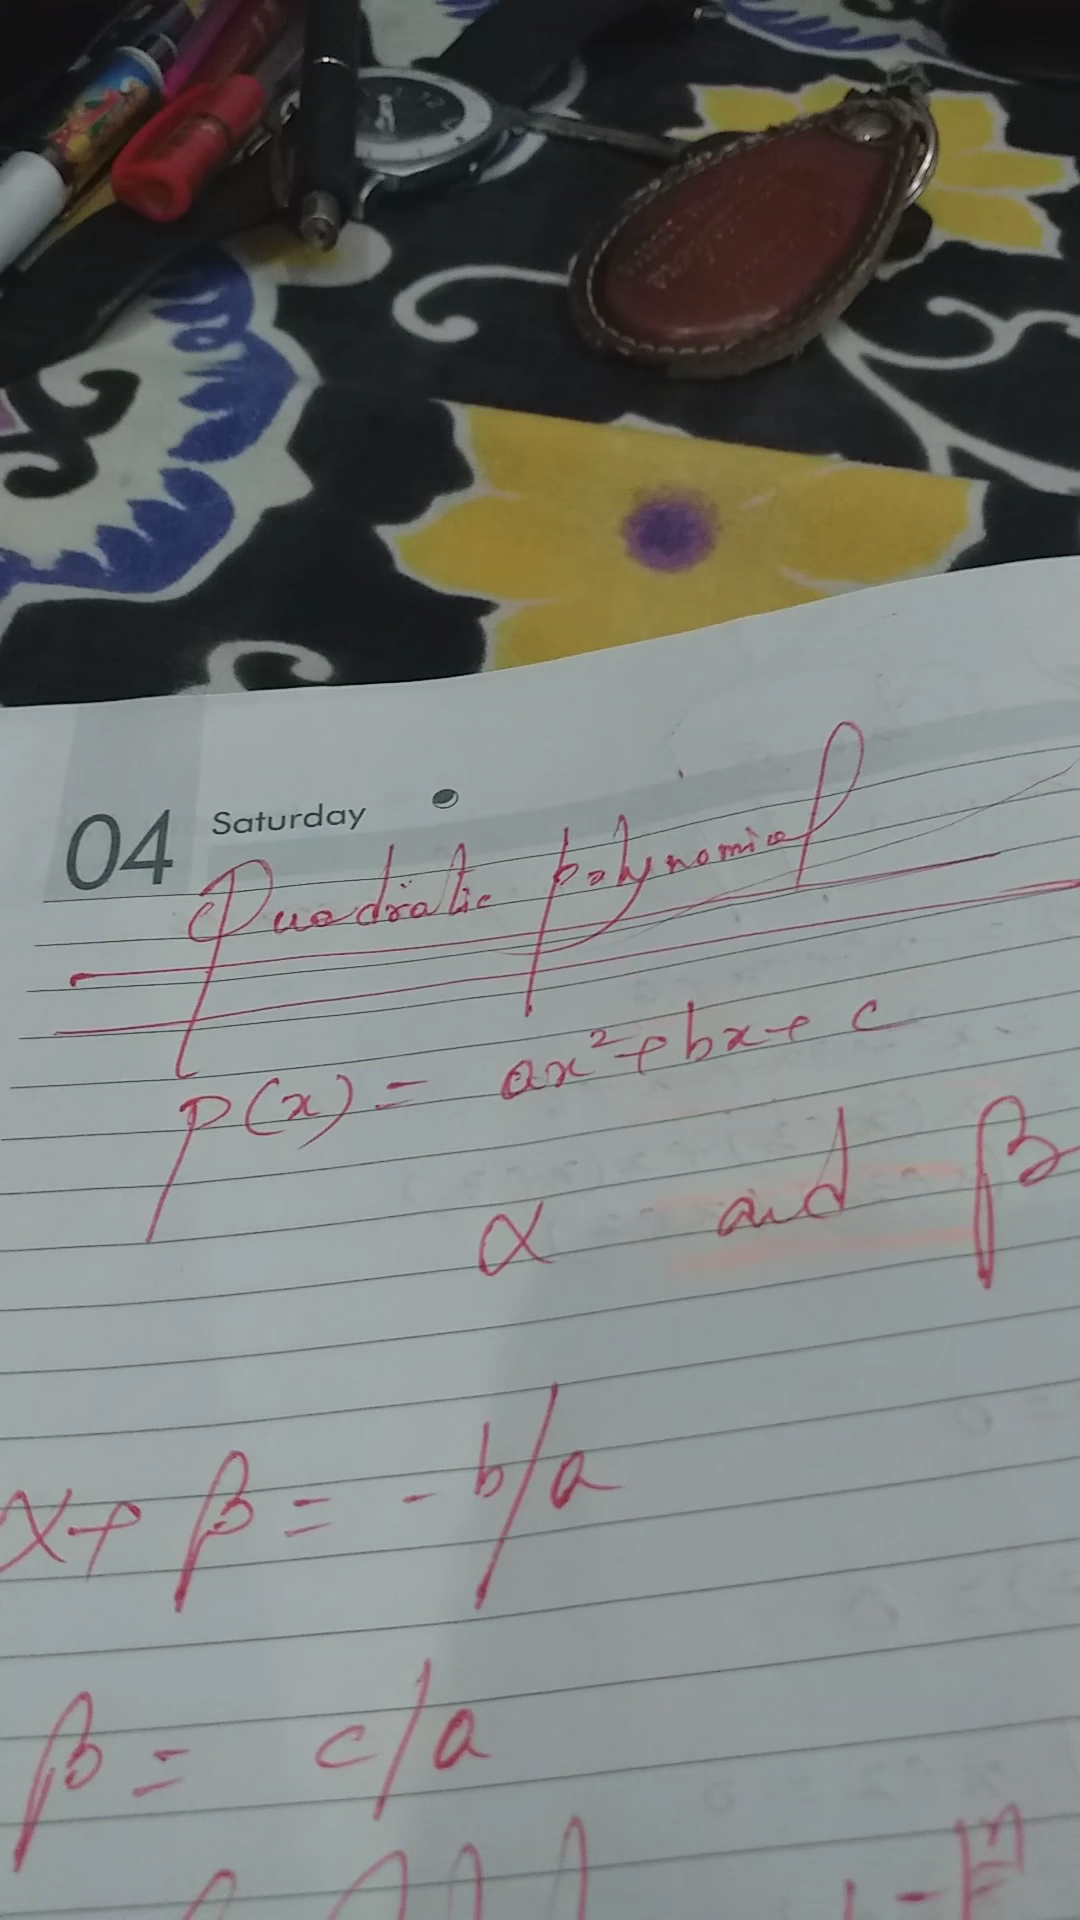 04 Saturday
Quadratic polynomial
p(x) = ax²+bx+c
α and β
α+β = -b/a
β = c/a